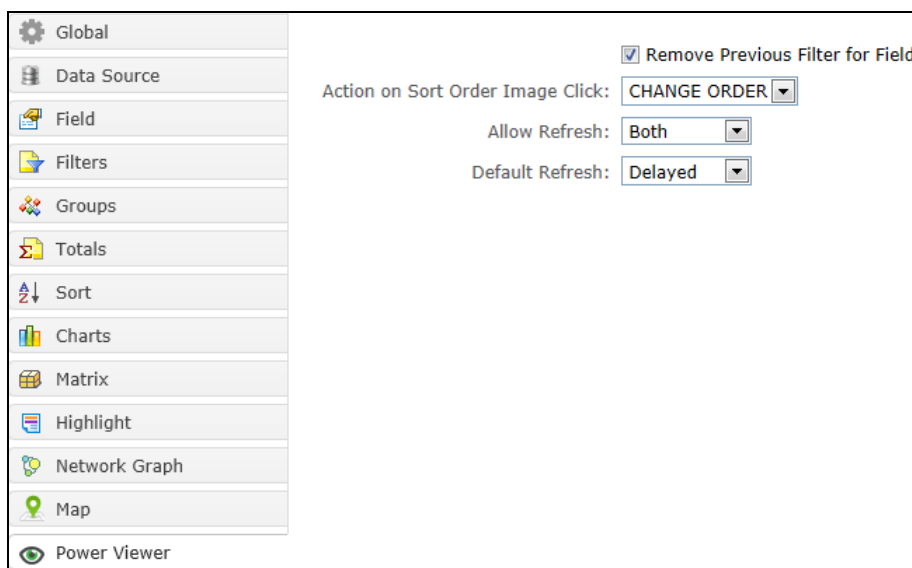 Global
Data Source
Field
Filters
Groups
Totals
Sort
Charts
Matrix
Highlight
Network Graph
Map
Power Viewer
Remove Previous Filter for Field
Action on Sort Order Image Click: CHANGE ORDER
Allow Refresh: Both
Default Refresh: Delayed